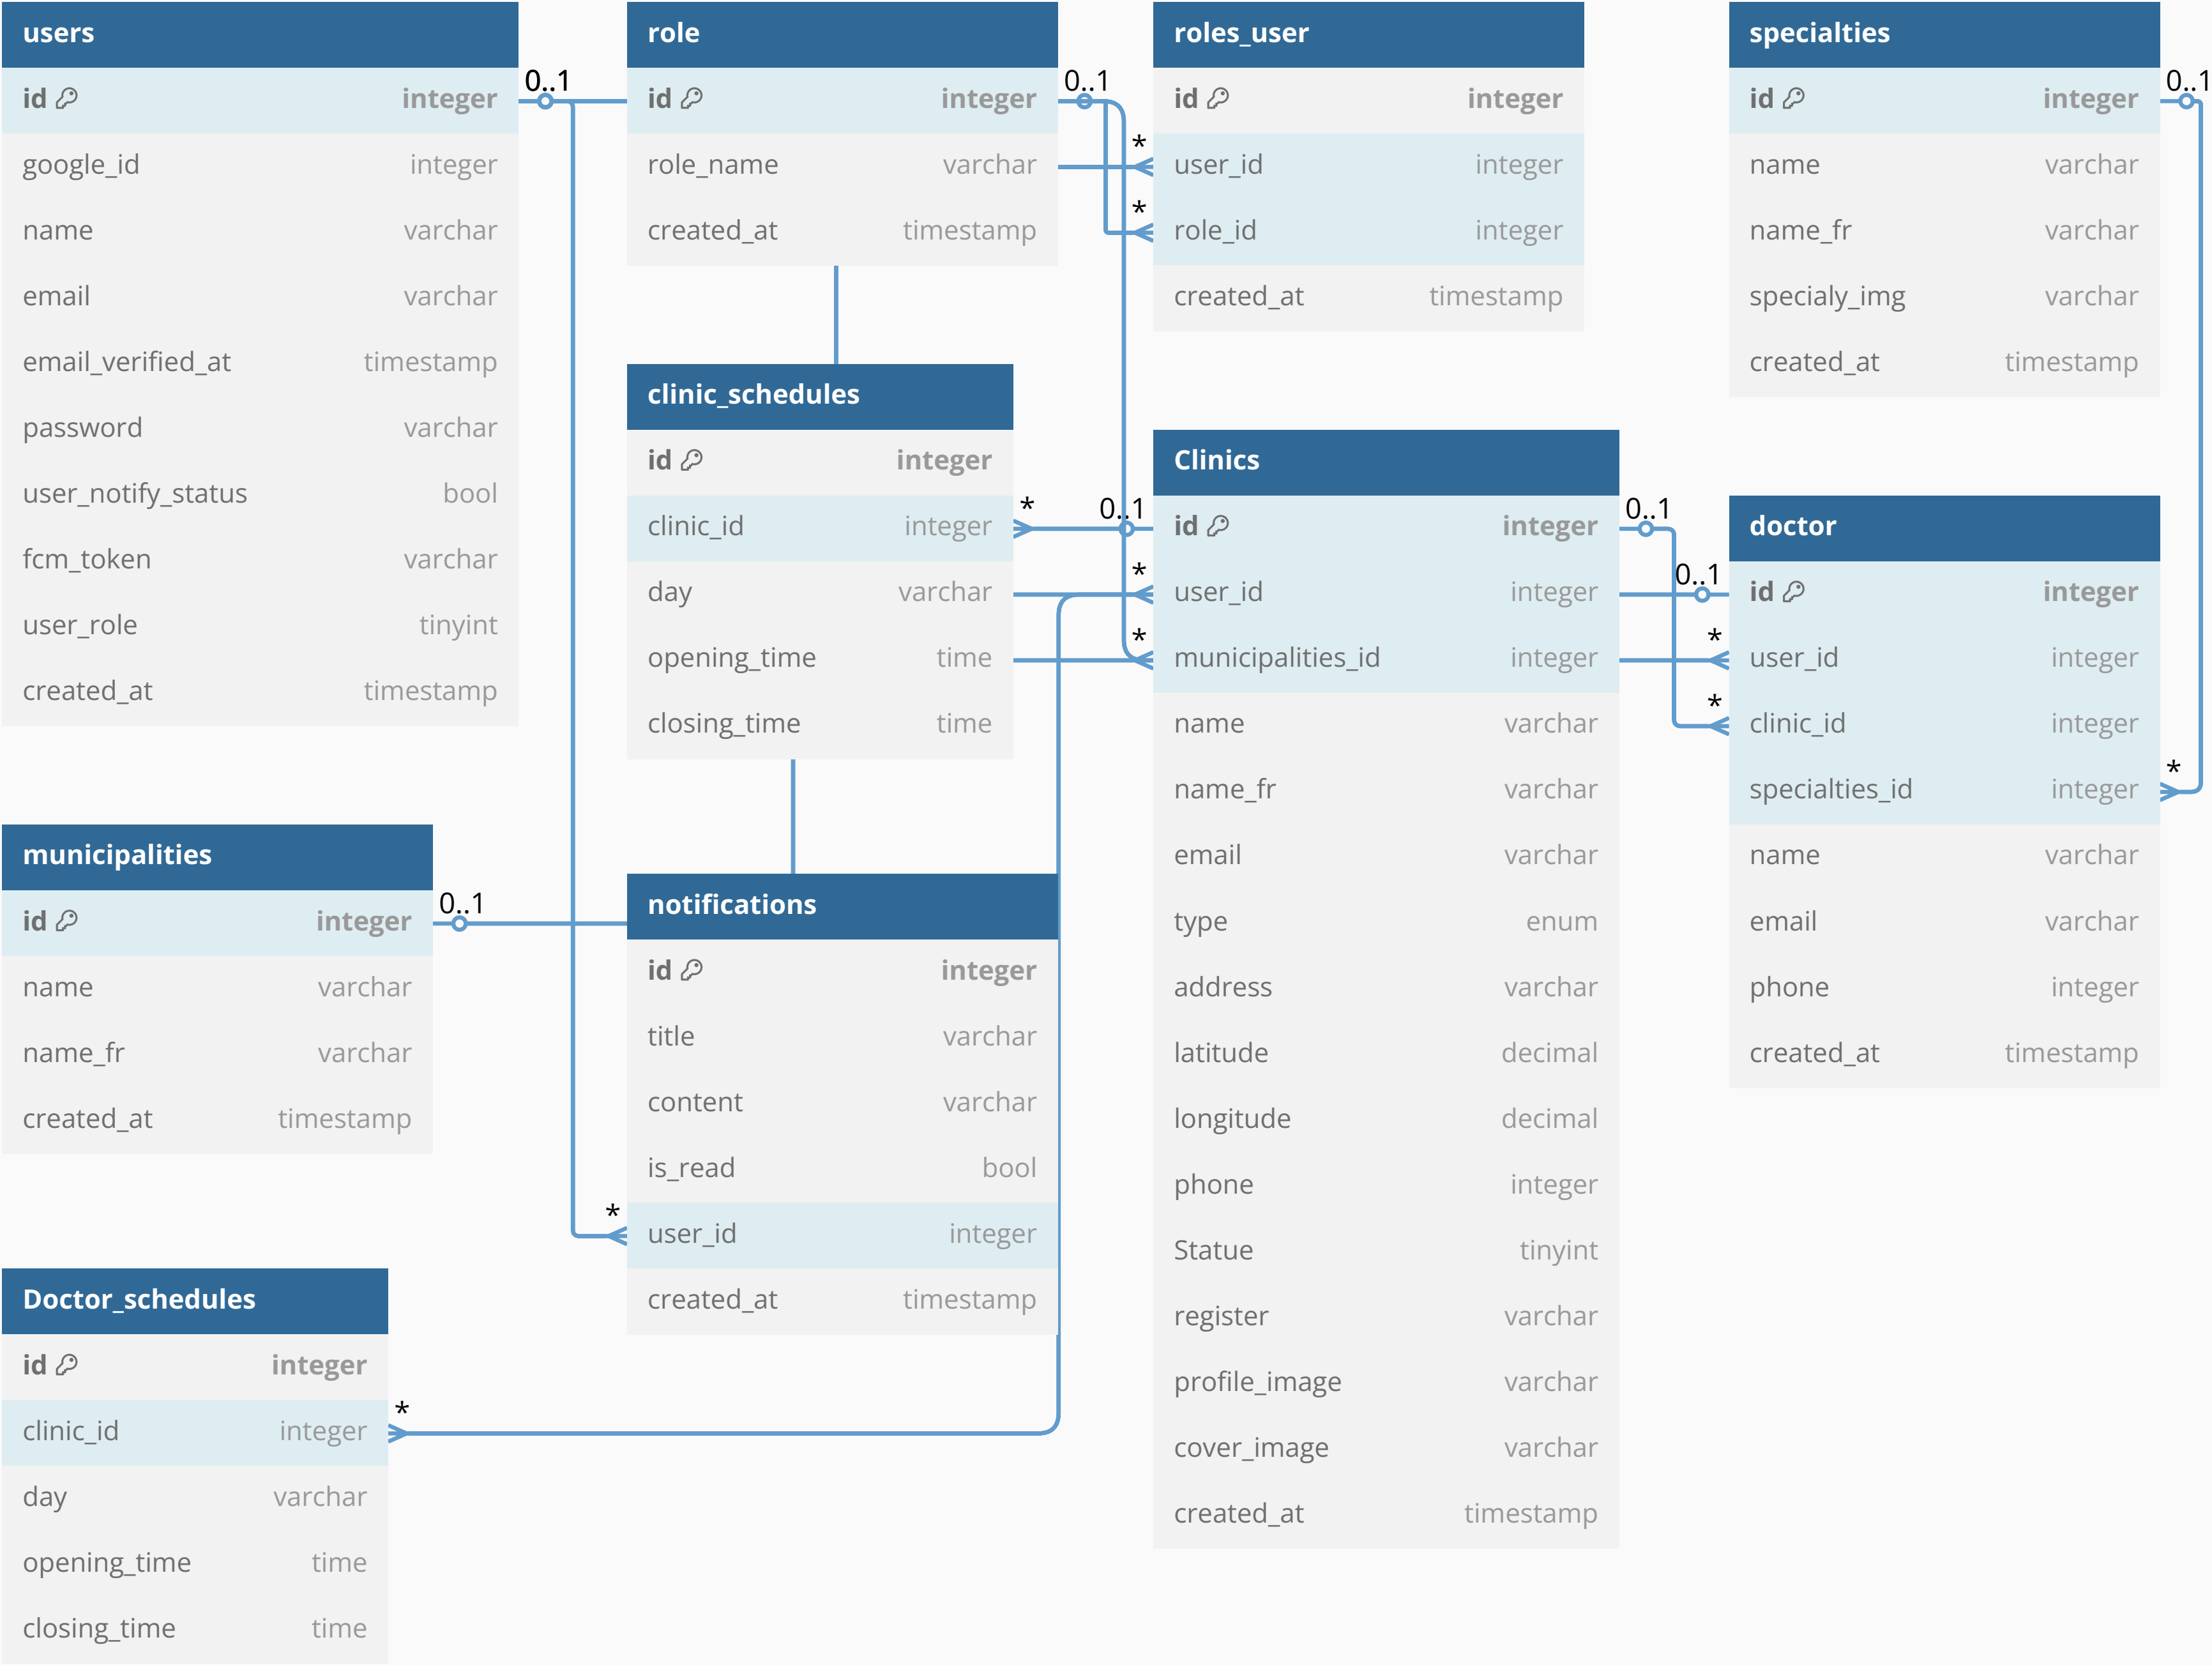 users
0..1
id integer
google_id integer
name varchar
email varchar
email_verified_at timestamp
password varchar
user_notify_status bool
fcm_token varchar
user_role tinyint
created_at timestamp
role
0..1
id integer
role_name varchar
created_at timestamp
roles_user
id integer
*
user_id integer
*
role_id integer
created_at timestamp
specialties
0..1
id integer
name varchar
name_fr varchar
specialy_img varchar
created_at timestamp
clinic_schedules
id integer
*
clinic_id integer
day varchar
opening_time time
closing_time time
Clinics
0..1
0..1
id integer
*
user_id integer
*
municipalities_id integer
name varchar
name_fr varchar
email varchar
type enum
address varchar
latitude decimal
longitude decimal
phone integer
Statue tinyint
register varchar
profile_image varchar
cover_image varchar
created_at timestamp
doctor
0..1
id integer
*
user_id integer
*
clinic_id integer
*
specialties_id integer
name varchar
email varchar
phone integer
created_at timestamp
municipalities
0..1
id integer
name varchar
name_fr varchar
created_at timestamp
notifications
id integer
title varchar
content varchar
is_read bool
*
user_id integer
created_at timestamp
Doctor_schedules
id integer
*
clinic_id integer
day varchar
opening_time time
closing_time time